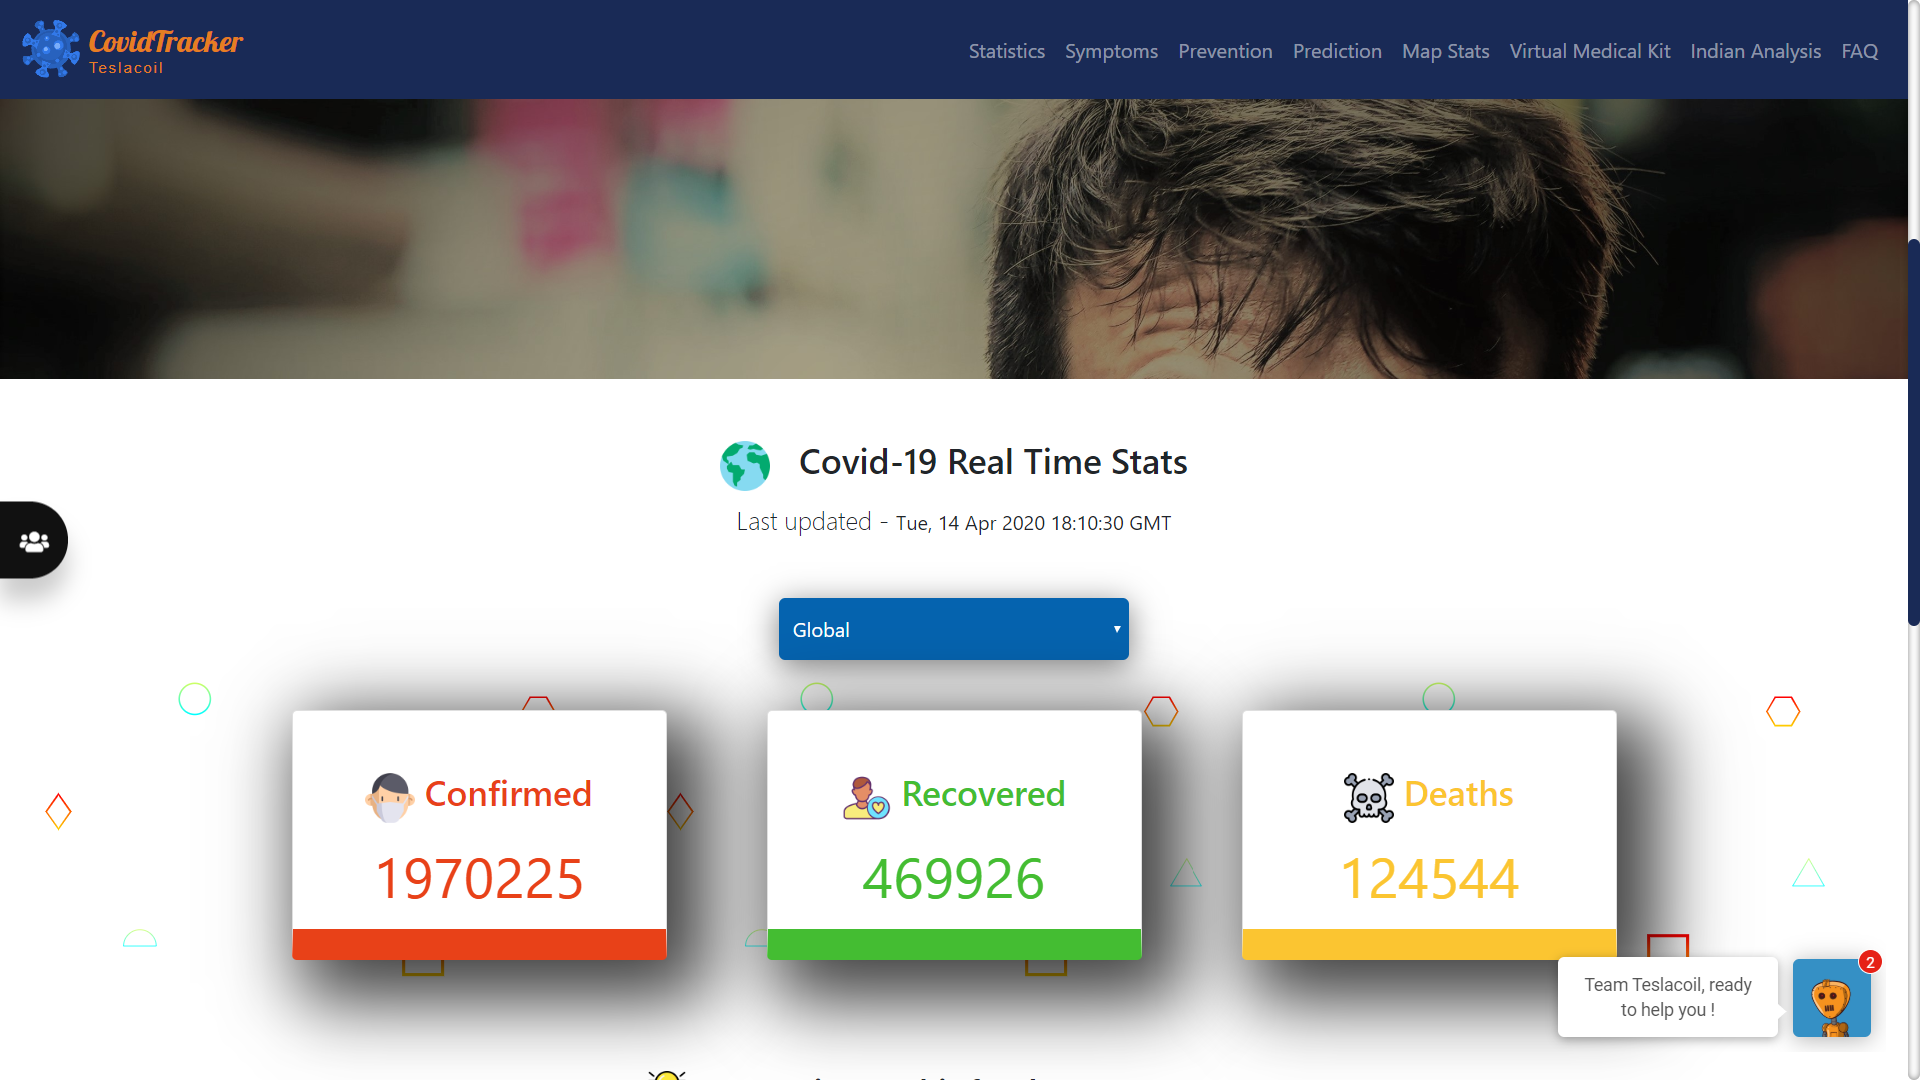 CovidTracker
Teslacoil
Statistics Symptoms Prevention Prediction Map Stats Virtual Medical Kit Indian Analysis FAQ
Covid-19 Real Time Stats
Last updated - Tue, 14 Apr 2020 18:10:30 GMT
Global
Confirmed
1970225
Recovered
469926
Deaths
124544
2
Team Teslacoil, ready
to help you !